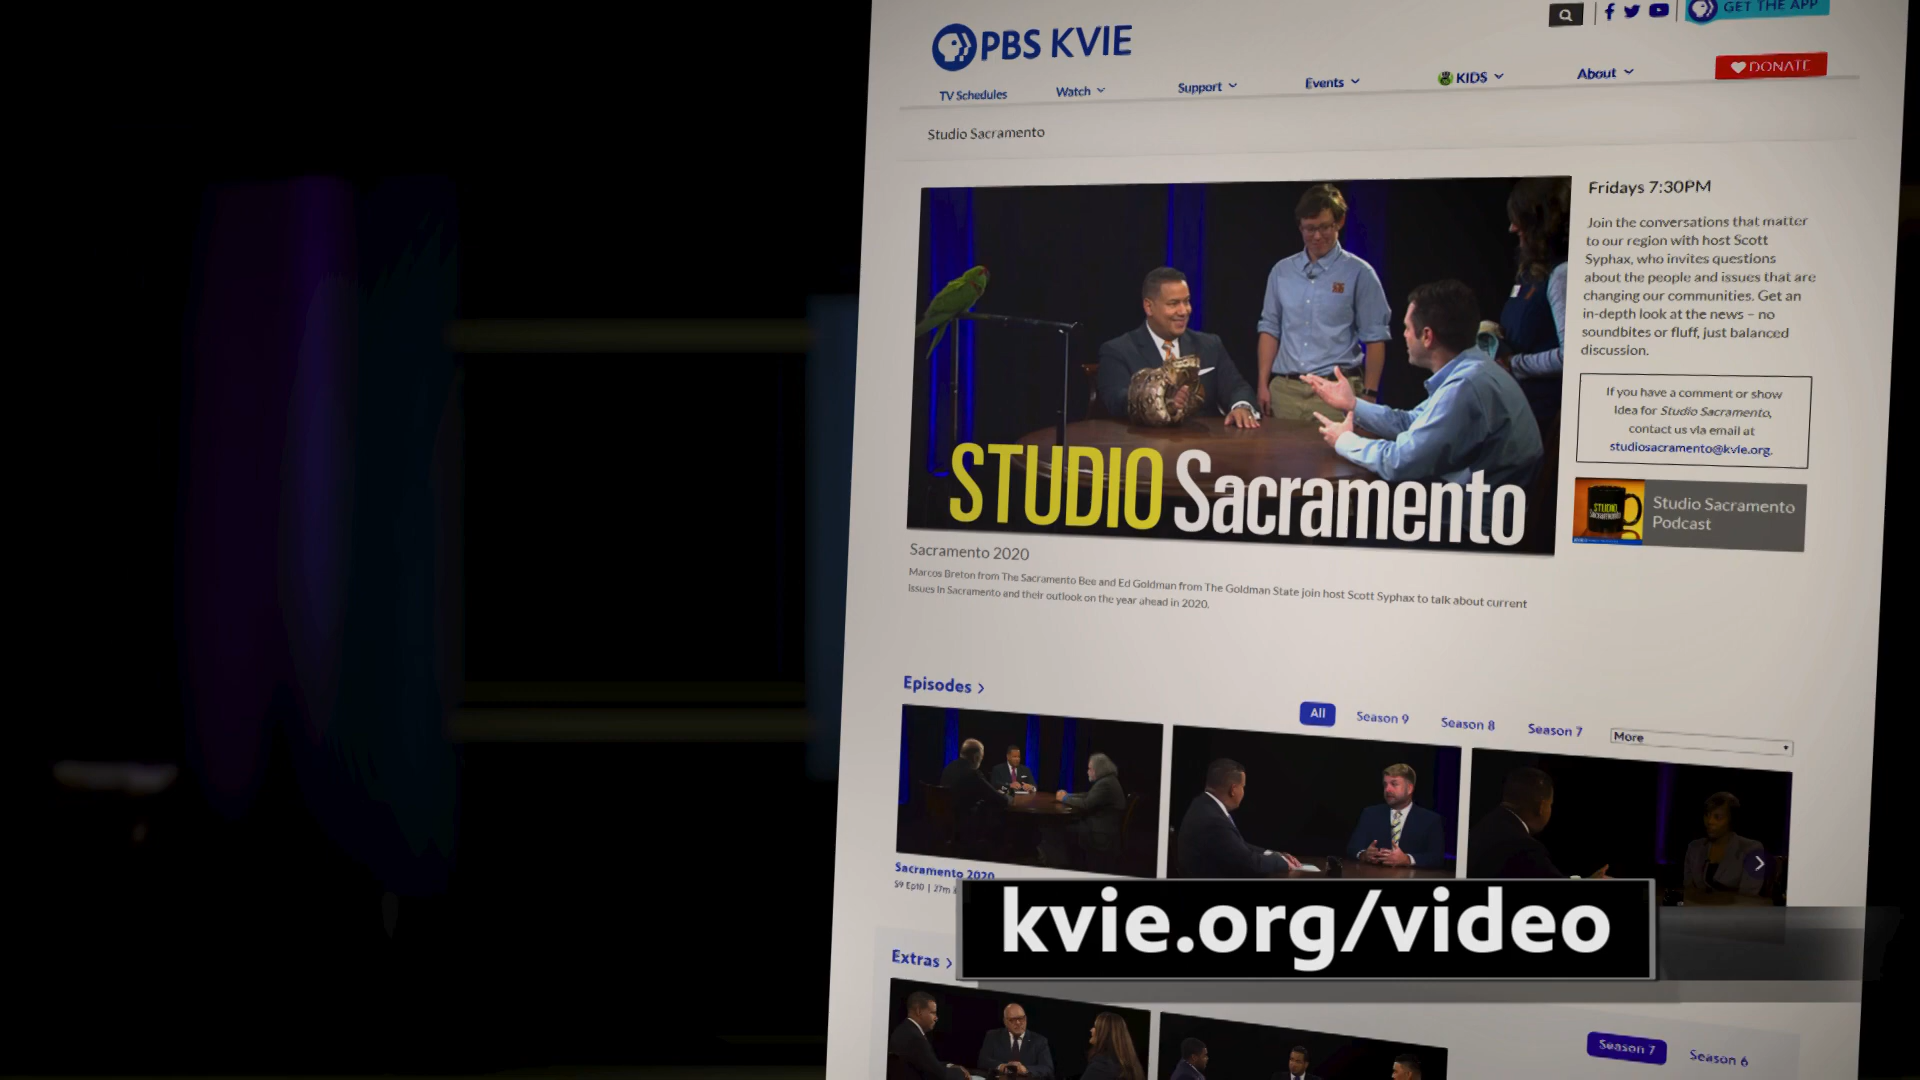 GET THE APP
PBS KVIE
TV Schedules
Watch
Support
Events
KIDS
About
DONATE
Studio Sacramento
Fridays 7:30PM
Join the conversations that matter
to our region with host Scott
Syphax, who invites questions
about the people and issues that are
changing our communities. Get an
in-depth look at the news – no
soundbites or fluff, just balanced
discussion.
If you have a comment or show
idea for Studio Sacramento,
contact us via email at
studiosacramento@kvie.org.
STUDIO
Sacramento
Studio Sacramento
Podcast
STUDIO Sacramento
Sacramento 2020
Marcos Breton from The Sacramento Bee and Ed Goldman from The Goldman State join host Scott Syphax to talk about current
issues in Sacramento and their outlook on the year ahead in 2020.
Episodes >
All
Season 9
Season 8
Season 7
More
Sacramento 2020
S9 Ep10 | 27m
kvie.org/video
Extras >
Season 7
Season 6